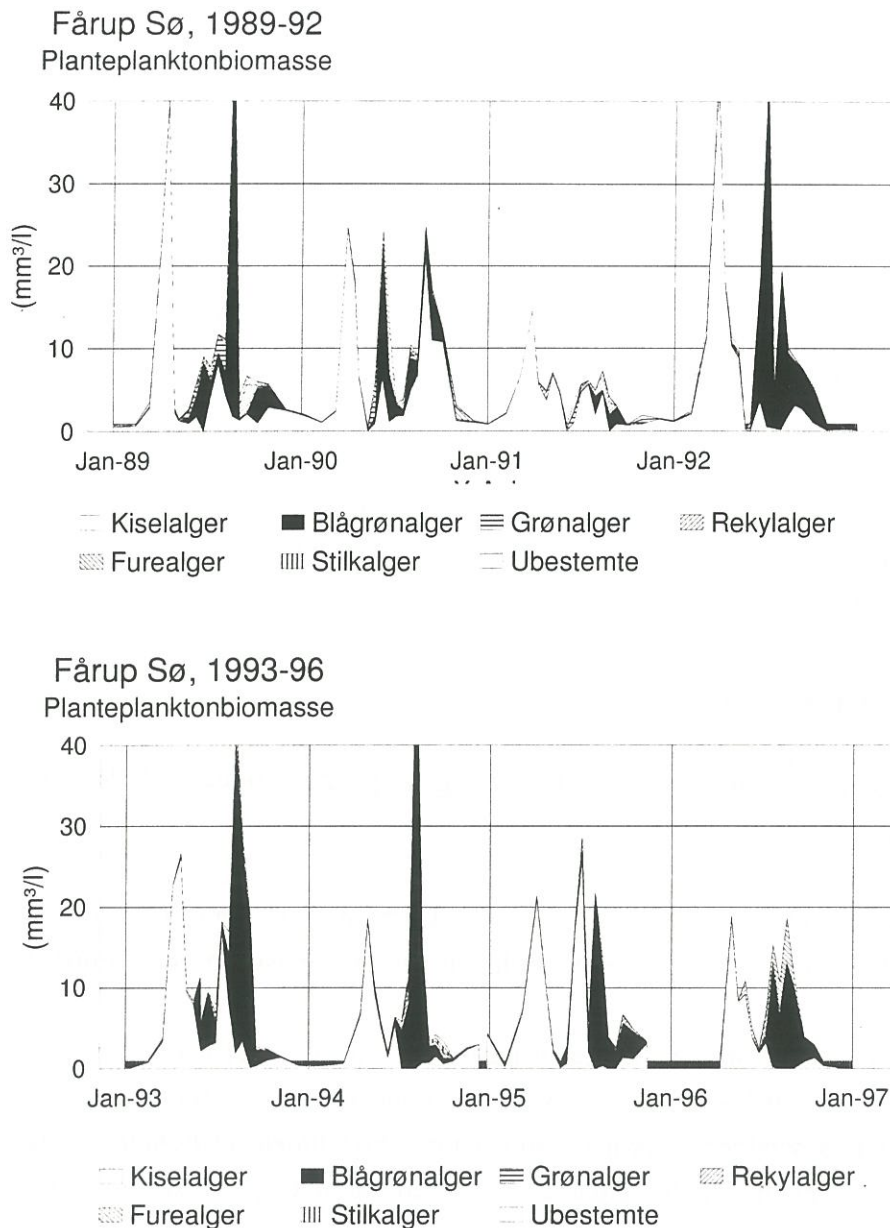 Fårup Sø, 1989-92
Planteplanktonbiomasse
40
30
20
10
0
(mm³/l)
Jan-89 Jan-90 Jan-91 Jan-92
Kiselalger Blågrønalger Grønalger Rekylalger
Furealger Stilkalger Ubestemte
Fårup Sø, 1993-96
Planteplanktonbiomasse
40
30
20
10
0
(mm³/l)
Jan-93 Jan-94 Jan-95 Jan-96 Jan-97
Kiselalger Blågrønalger Grønalger Rekylalger
Furealger Stilkalger Ubestemte